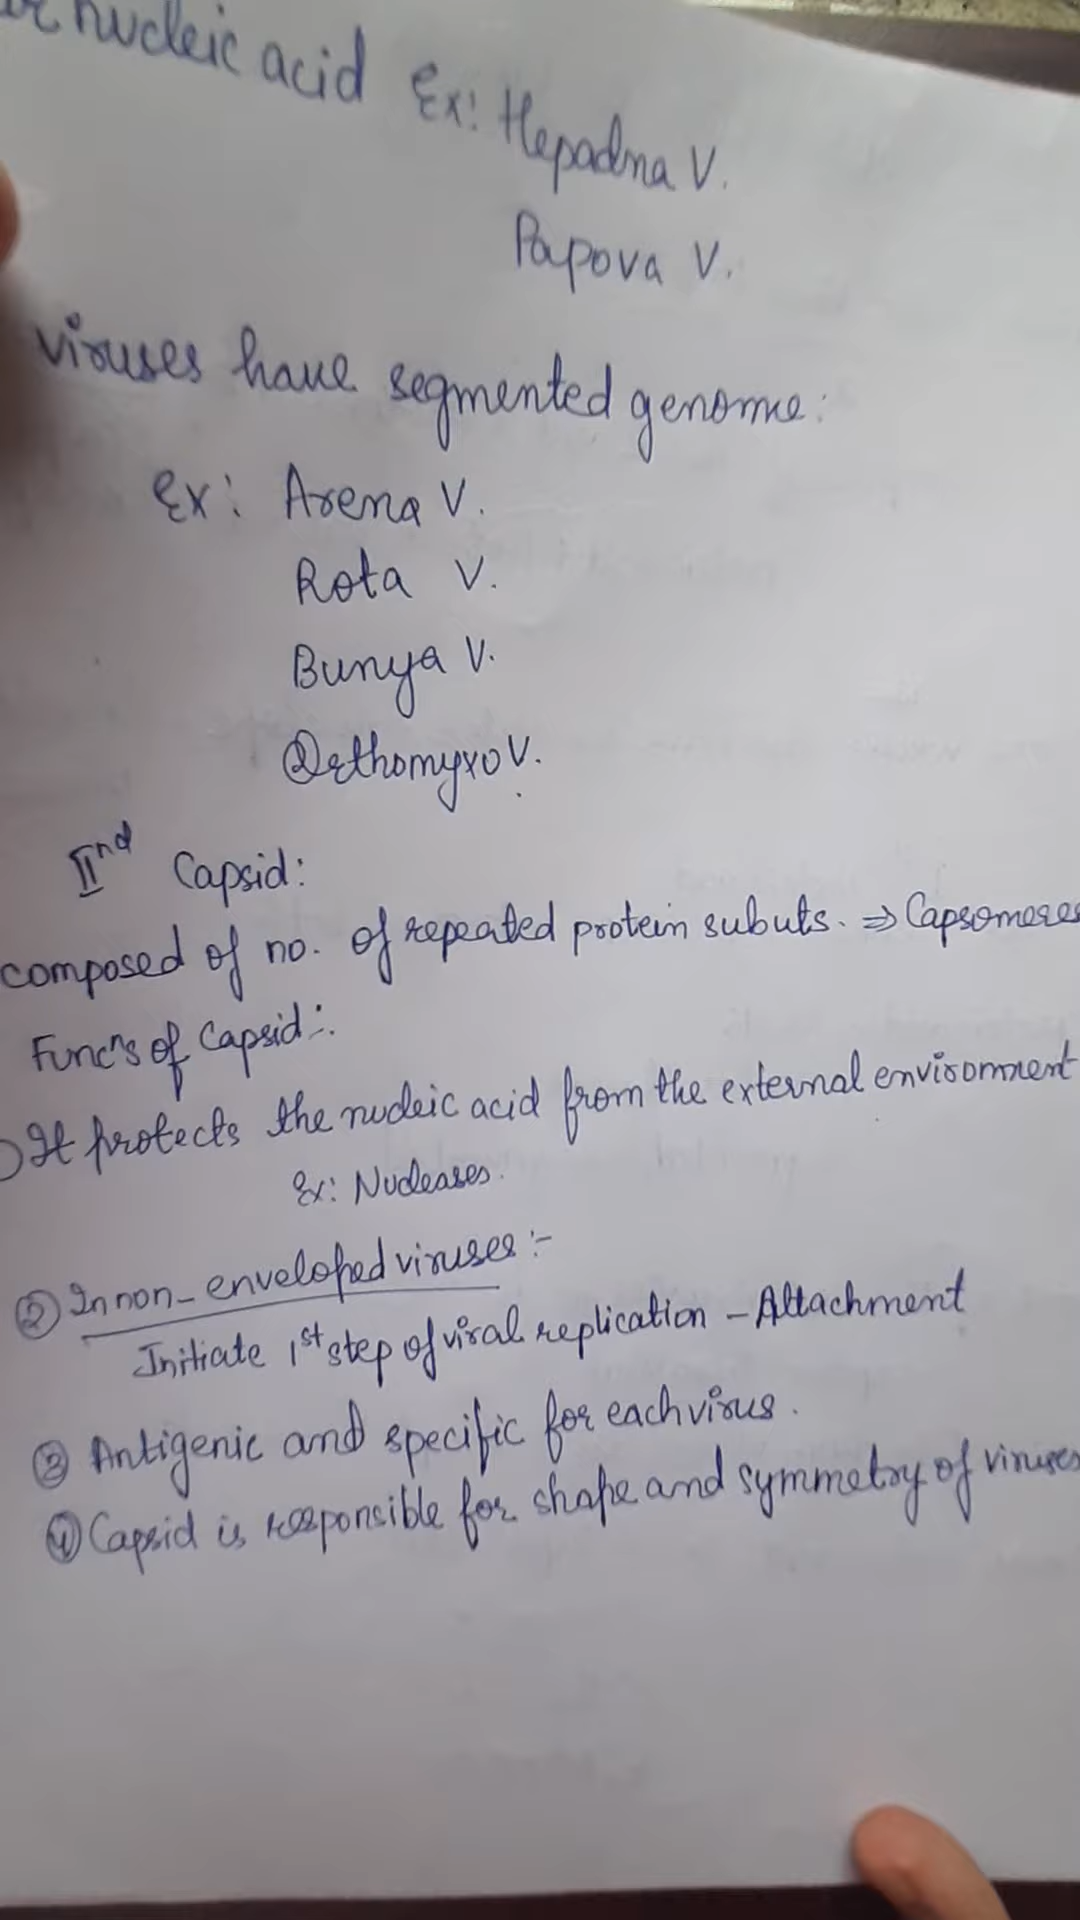 nucleic acid Ex: Hepadna V.
Papova V.
viruses have segmented genome:
Ex: Arena V.
Rota V.
Bunya V.
Orthomyxo V.
IInd Capsid:
composed of no. of repeated protein subuts. ⇒ Capsomeres
Func's of Capsid :-
) It protects the nucleic acid from the external environment
Ex: Nucleases.
② In non-enveloped viruses :-
Initiate 1st step of viral replication - Attachment
③ Antigenic and specific for each virus.
④ Capsid is responsible for shape and symmetry of viruses